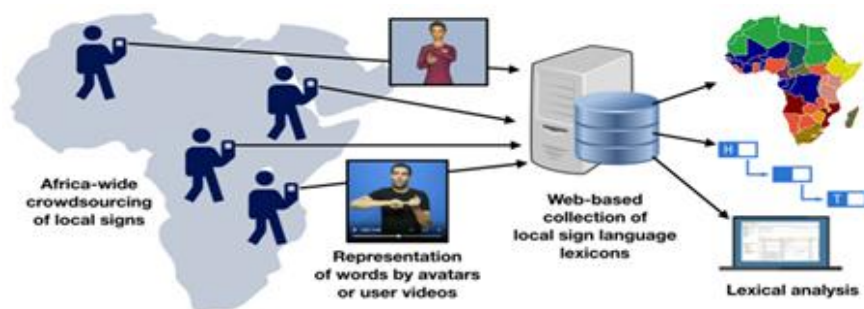 Africa-wide
crowdsourcing
of local signs
Representation
of words by avatars
or user videos
Web-based
collection of
local sign language
lexicons
H
T
Lexical analysis